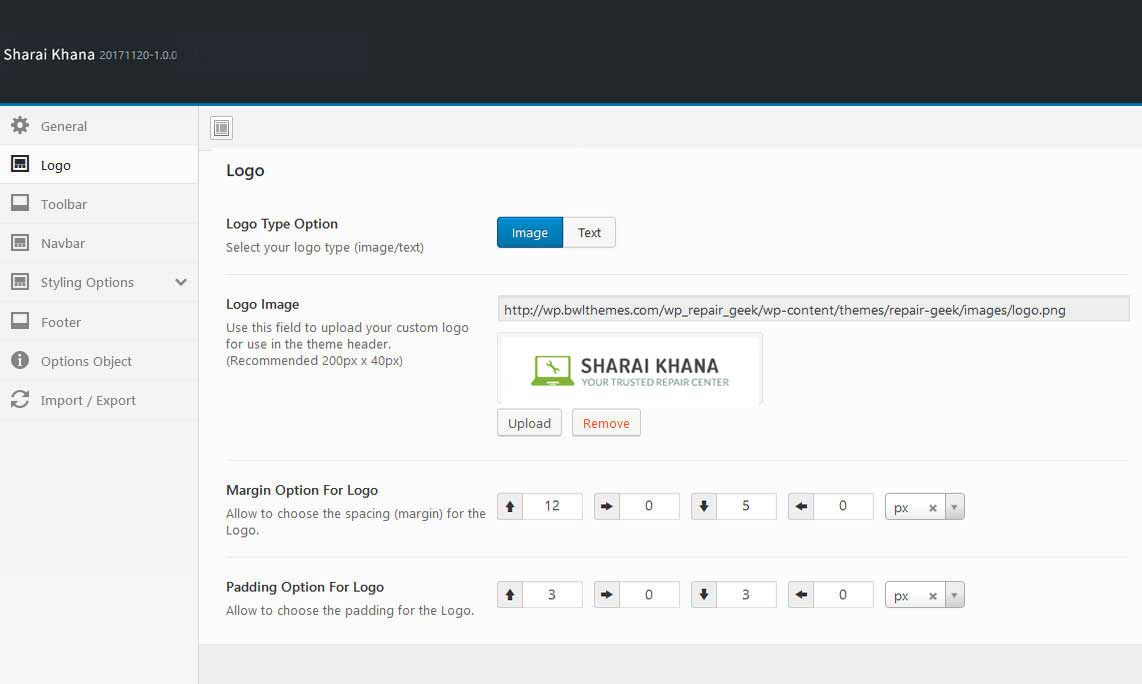 Sharai Khana 20171120-1.0.0
General
Logo
Toolbar
Navbar
Styling Options
Footer
Options Object
Import / Export
Logo
Logo Type Option
Select your logo type (image/text)
Image Text
Logo Image
Use this field to upload your custom logo
for use in the theme header.
(Recommended 200px x 40px)
http://wp.bwlthemes.com/wp_repair_geek/wp-content/themes/repair-geek/images/logo.png
SHARAI KHANA
YOUR TRUSTED REPAIR CENTER
Upload Remove
Margin Option For Logo
Allow to choose the spacing (margin) for the
Logo.
12 0 5 0 px
Padding Option For Logo
Allow to choose the padding for the Logo.
3 0 3 0 px